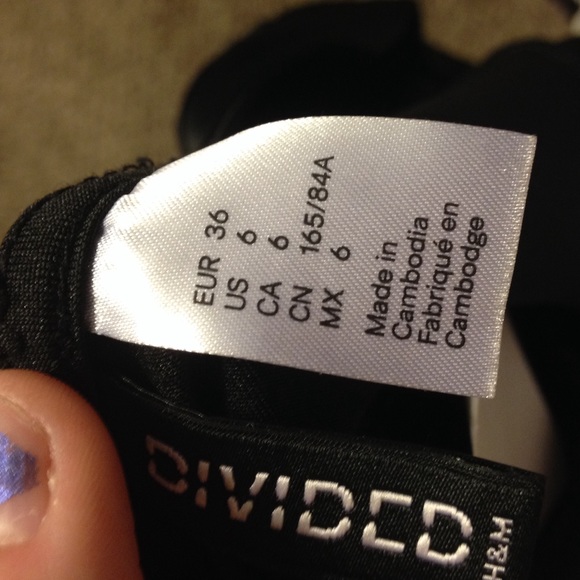 EUR 36
US 6
CA 6
CN 165/84A
MX 6
Made in
Cambodia
Fabriqué en
Cambodge
DIVIDED
H&M